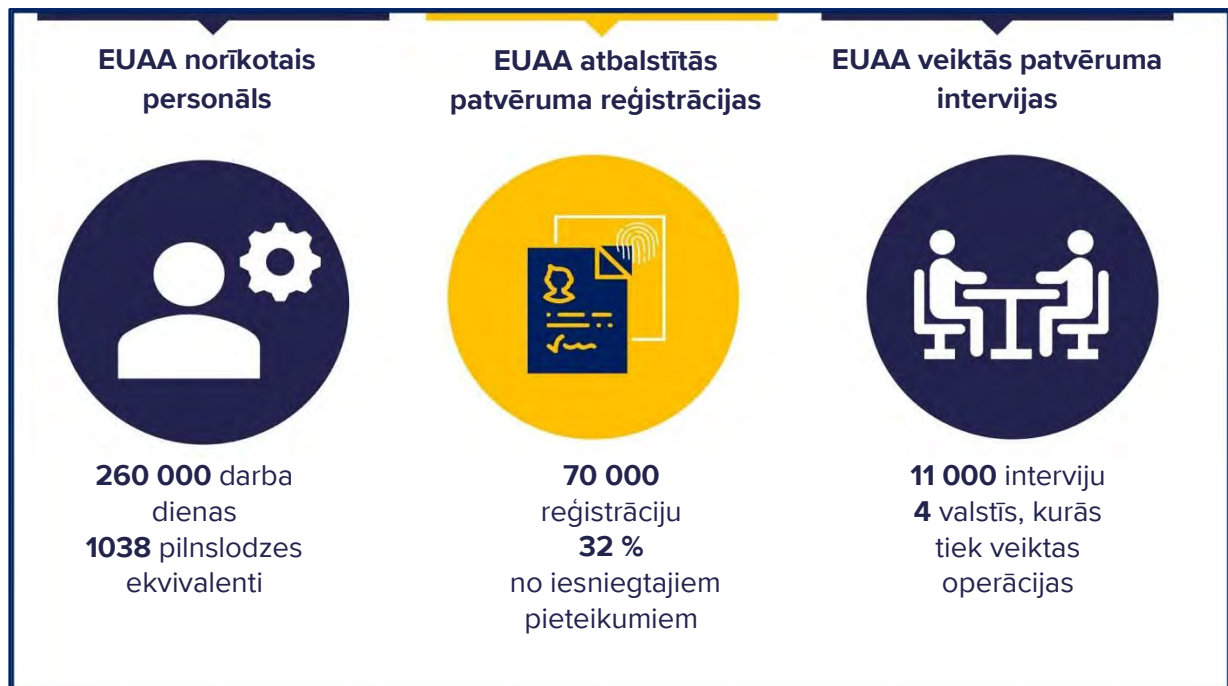 EUAA norīkotais
personāls
260 000 darba
dienas
1038 pilnslodzes
ekvivalenti
EUAA atbalstītās
patvēruma reģistrācijas
70 000
reģistrāciju
32 %
no iesniegtajiem
pieteikumiem
EUAA veiktās patvēruma
intervijas
11 000 interviju
4 valstīs, kurās
tiek veiktas
operācijas